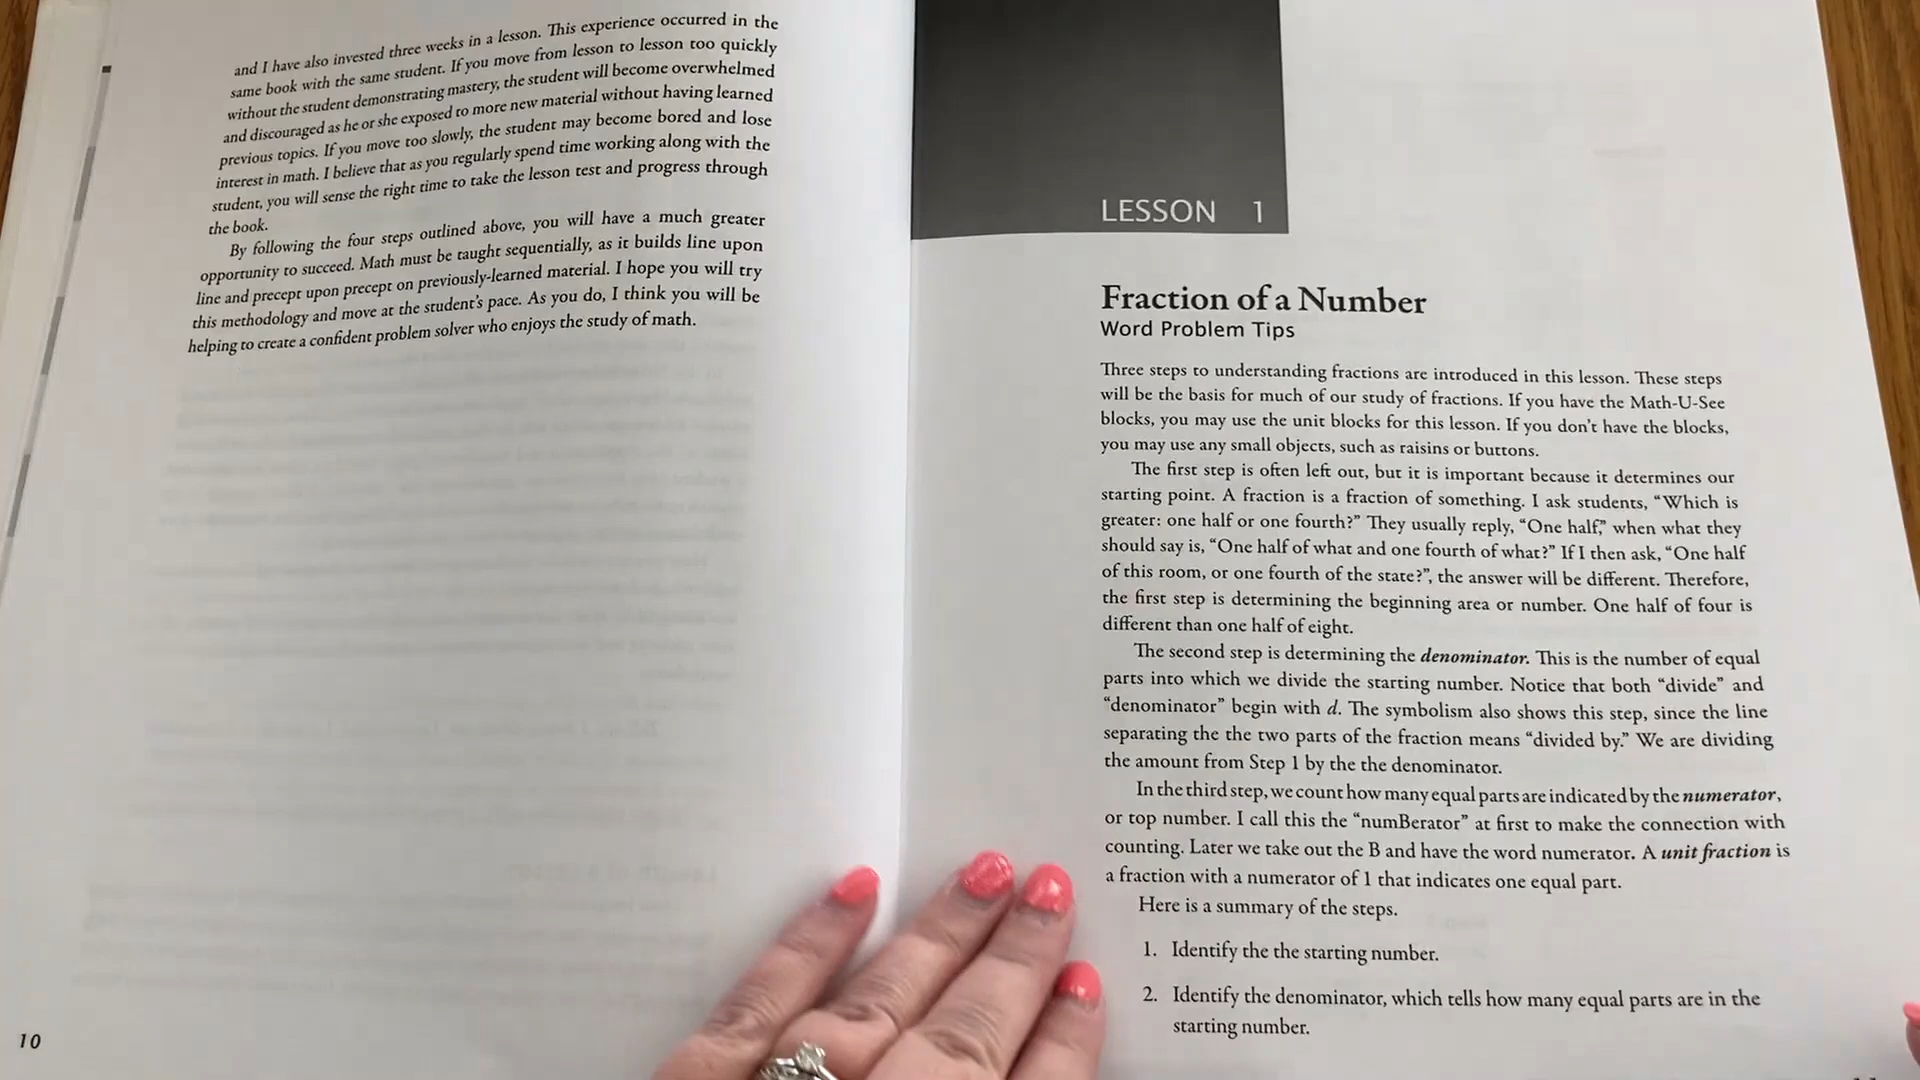 and I have also invested three weeks in a lesson. This experience occurred in the
same book with the same student. If you move from lesson to lesson too quickly
without the student demonstrating mastery, the student will become overwhelmed
and discouraged as he or she exposed to more new material without having learned
previous topics. If you move too slowly, the student may become bored and lose
interest in math. I believe that as you regularly spend time working along with the
student, you will sense the right time to take the lesson test and progress through
the book.
By following the four steps outlined above, you will have a much greater
opportunity to succeed. Math must be taught sequentially, as it builds line upon
line and precept upon precept on previously-learned material. I hope you will try
this methodology and move at the student's pace. As you do, I think you will be
helping to create a confident problem solver who enjoys the study of math.
10
LESSON 1
Fraction of a Number
Word Problem Tips
Three steps to understanding fractions are introduced in this lesson. These steps
will be the basis for much of our study of fractions. If you have the Math-U-See
blocks, you may use the unit blocks for this lesson. If you don't have the blocks,
you may use any small objects, such as raisins or buttons.
The first step is often left out, but it is important because it determines our
starting point. A fraction is a fraction of something. I ask students, “Which is
greater: one half or one fourth?” They usually reply, “One half,” when what they
should say is, “One half of what and one fourth of what?” If I then ask, “One half
of this room, or one fourth of the state?”, the answer will be different. Therefore,
the first step is determining the beginning area or number. One half of four is
different than one half of eight.
The second step is determining the denominator. This is the number of equal
parts into which we divide the starting number. Notice that both “divide” and
“denominator” begin with d. The symbolism also shows this step, since the line
separating the the two parts of the fraction means “divided by.” We are dividing
the amount from Step 1 by the the denominator.
In the third step, we count how many equal parts are indicated by the numerator,
or top number. I call this the “numBerator” at first to make the connection with
counting. Later we take out the B and have the word numerator. A unit fraction is
a fraction with a numerator of 1 that indicates one equal part.
Here is a summary of the steps.
1. Identify the the starting number.
2. Identify the denominator, which tells how many equal parts are in the
starting number.